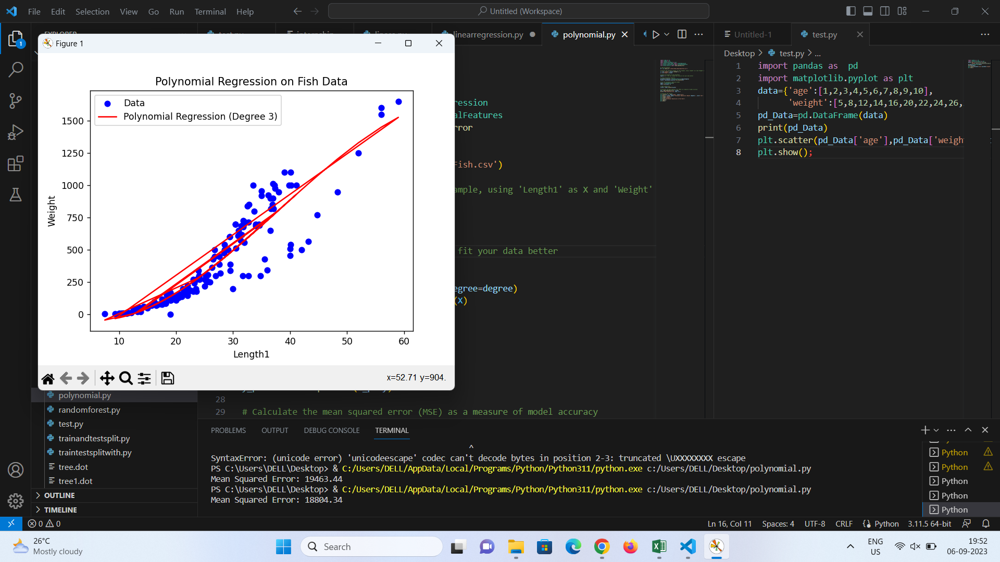 File Edit Selection View Go Run Terminal Help
Untitled (Workspace)
1
linearregression.py
polynomial.py
Untitled-1
test.py
Figure 1
Polynomial Regression on Fish Data
Data
Polynomial Regression (Degree 3)
1500
1250
1000
750
500
250
0
Weight
10 20 30 40 50 60
Length1
x=52.71 y=904.
ression
alFeatures
rror
Fish.csv')
ample, using 'Length1' as X and 'Weight'
fit your data better
egree=degree)
(X)
28
29 # Calculate the mean squared error (MSE) as a measure of model accuracy
Desktop > test.py > ...
1 import pandas as  pd
2 import matplotlib.pyplot as plt
3 data={'age':[1,2,3,4,5,6,7,8,9,10],
4 'weight':[5,8,12,14,16,20,22,24,26,
5 pd_Data=pd.DataFrame(data)
6 print(pd_Data)
7 plt.scatter(pd_Data['age'],pd_Data['weigh
8 plt.show();
polynomial.py
randomforest.py
test.py
trainandtestsplit.py
traintestsplitwith.py
tree.dot
tree1.dot
OUTLINE
TIMELINE
PROBLEMS OUTPUT DEBUG CONSOLE TERMINAL
^
SyntaxError: (unicode error) 'unicodeescape' codec can't decode bytes in position 2-3: truncated \UXXXXXXXX escape
PS C:\Users\DELL\Desktop> & C:/Users/DELL/AppData/Local/Programs/Python/Python311/python.exe c:/Users/DELL/Desktop/polynomial.py
Mean Squared Error: 19463.44
PS C:\Users\DELL\Desktop> & C:/Users/DELL/AppData/Local/Programs/Python/Python311/python.exe c:/Users/DELL/Desktop/polynomial.py
Mean Squared Error: 18804.34
Python
Python
Python
Python
Python
0 0
Ln 16, Col 11 Spaces: 4 UTF-8 CRLF Python 3.11.5 64-bit
26°C
Mostly cloudy
Search
ENG
US
19:52
06-09-2023